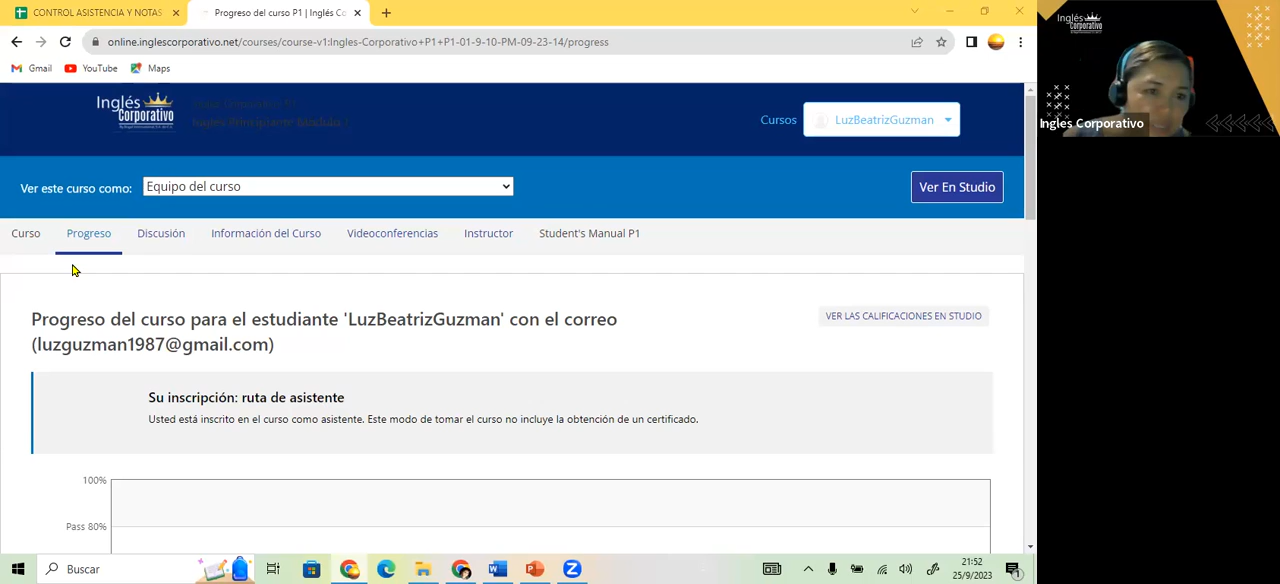 CONTROL ASISTENCIA Y NOTAS
Progreso del curso P1 | Inglés Co
online.inglescorporativo.net/courses/course-v1:Ingles-Corporativo+P1+P1-01-9-10-PM-09-23-14/progress
Gmail YouTube Maps
Inglés Corporativo
Cursos LuzBeatrizGuzman
Ver este curso como: Equipo del curso Ver En Studio
Curso Progreso Discusión Información del Curso Videoconferencias Instructor Student's Manual P1
Progreso del curso para el estudiante 'LuzBeatrizGuzman' con el correo
(luzguzman1987@gmail.com)
VER LAS CALIFICACIONES EN STUDIO
Su inscripción: ruta de asistente
Usted está inscrito en el curso como asistente. Este modo de tomar el curso no incluye la obtención de un certificado.
100%
Pass 80%
Buscar
21:52
25/9/2023
1
Inglés
Corporativo
Ingles Corporativo